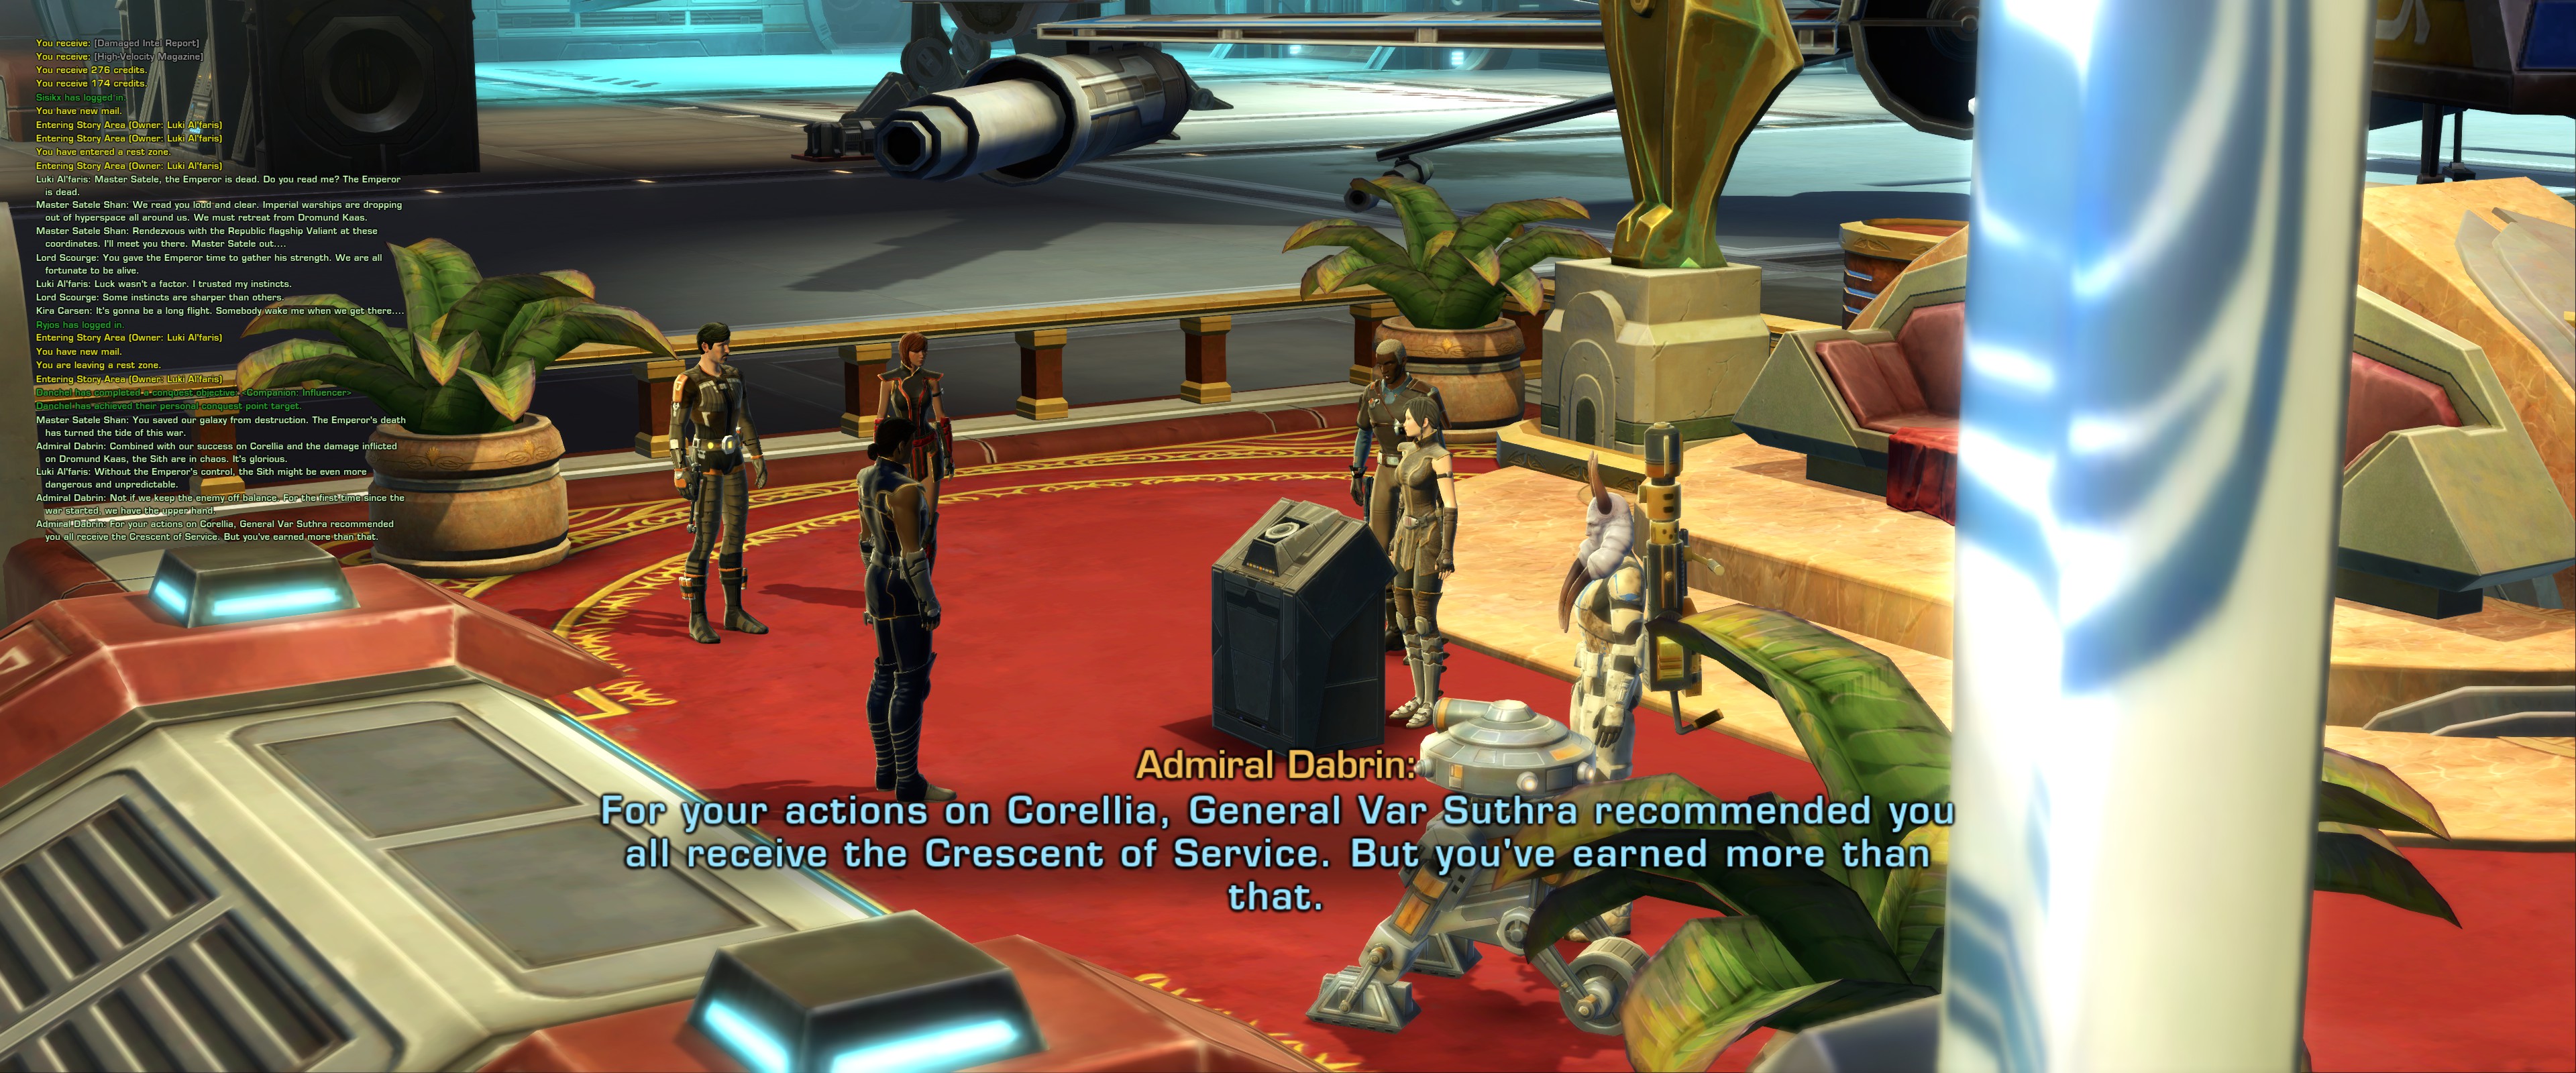 You receive: [Damaged Intel Report]
You receive: [High-Velocity Magazine]
You receive 276 credits.
You receive 174 credits.
Sisikx has logged in.
You have new mail.
Entering Story Area (Owner: Luki Al'faris)
Entering Story Area (Owner: Luki Al'faris)
You have entered a rest zone.
Entering Story Area (Owner: Luki Al'faris)
Luki Al'faris: Master Satele, the Emperor is dead. Do you read me? The Emperor
is dead.
Master Satele Shan: We read you loud and clear. Imperial warships are dropping
out of hyperspace all around us. We must retreat from Dromund Kaas.
Master Satele Shan: Rendezvous with the Republic flagship Valiant at these
coordinates. I'll meet you there. Master Satele out....
Lord Scourge: You gave the Emperor time to gather his strength. We are all
fortunate to be alive.
Luki Al'faris: Luck wasn't a factor. I trusted my instincts.
Lord Scourge: Some instincts are sharper than others.
Kira Carsen: It's gonna be a long flight. Somebody wake me when we get there....
Ryjos has logged in.
Entering Story Area (Owner: Luki Al'faris)
You have new mail.
You are leaving a rest zone.
Entering Story Area (Owner: Luki Al'faris)
Danchel has completed a conquest objective: <Companion: Influencer>
Danchel has achieved their personal conquest point target.
Master Satele Shan: You saved our galaxy from destruction. The Emperor's death
has turned the tide of this war.
Admiral Dabrin: Combined with our success on Corellia and the damage inflicted
on Dromund Kaas, the Sith are in chaos. It's glorious.
Luki Al'faris: Without the Emperor's control, the Sith might be even more
dangerous and unpredictable.
Admiral Dabrin: Not if we keep the enemy off balance. For the first time since the
war started, we have the upper hand.
Admiral Dabrin: For your actions on Corellia, General Var Suthra recommended
you all receive the Crescent of Service. But you've earned more than that.
Admiral Dabrin:
For your actions on Corellia, General Var Suthra recommended you
all receive the Crescent of Service. But you've earned more than
that.